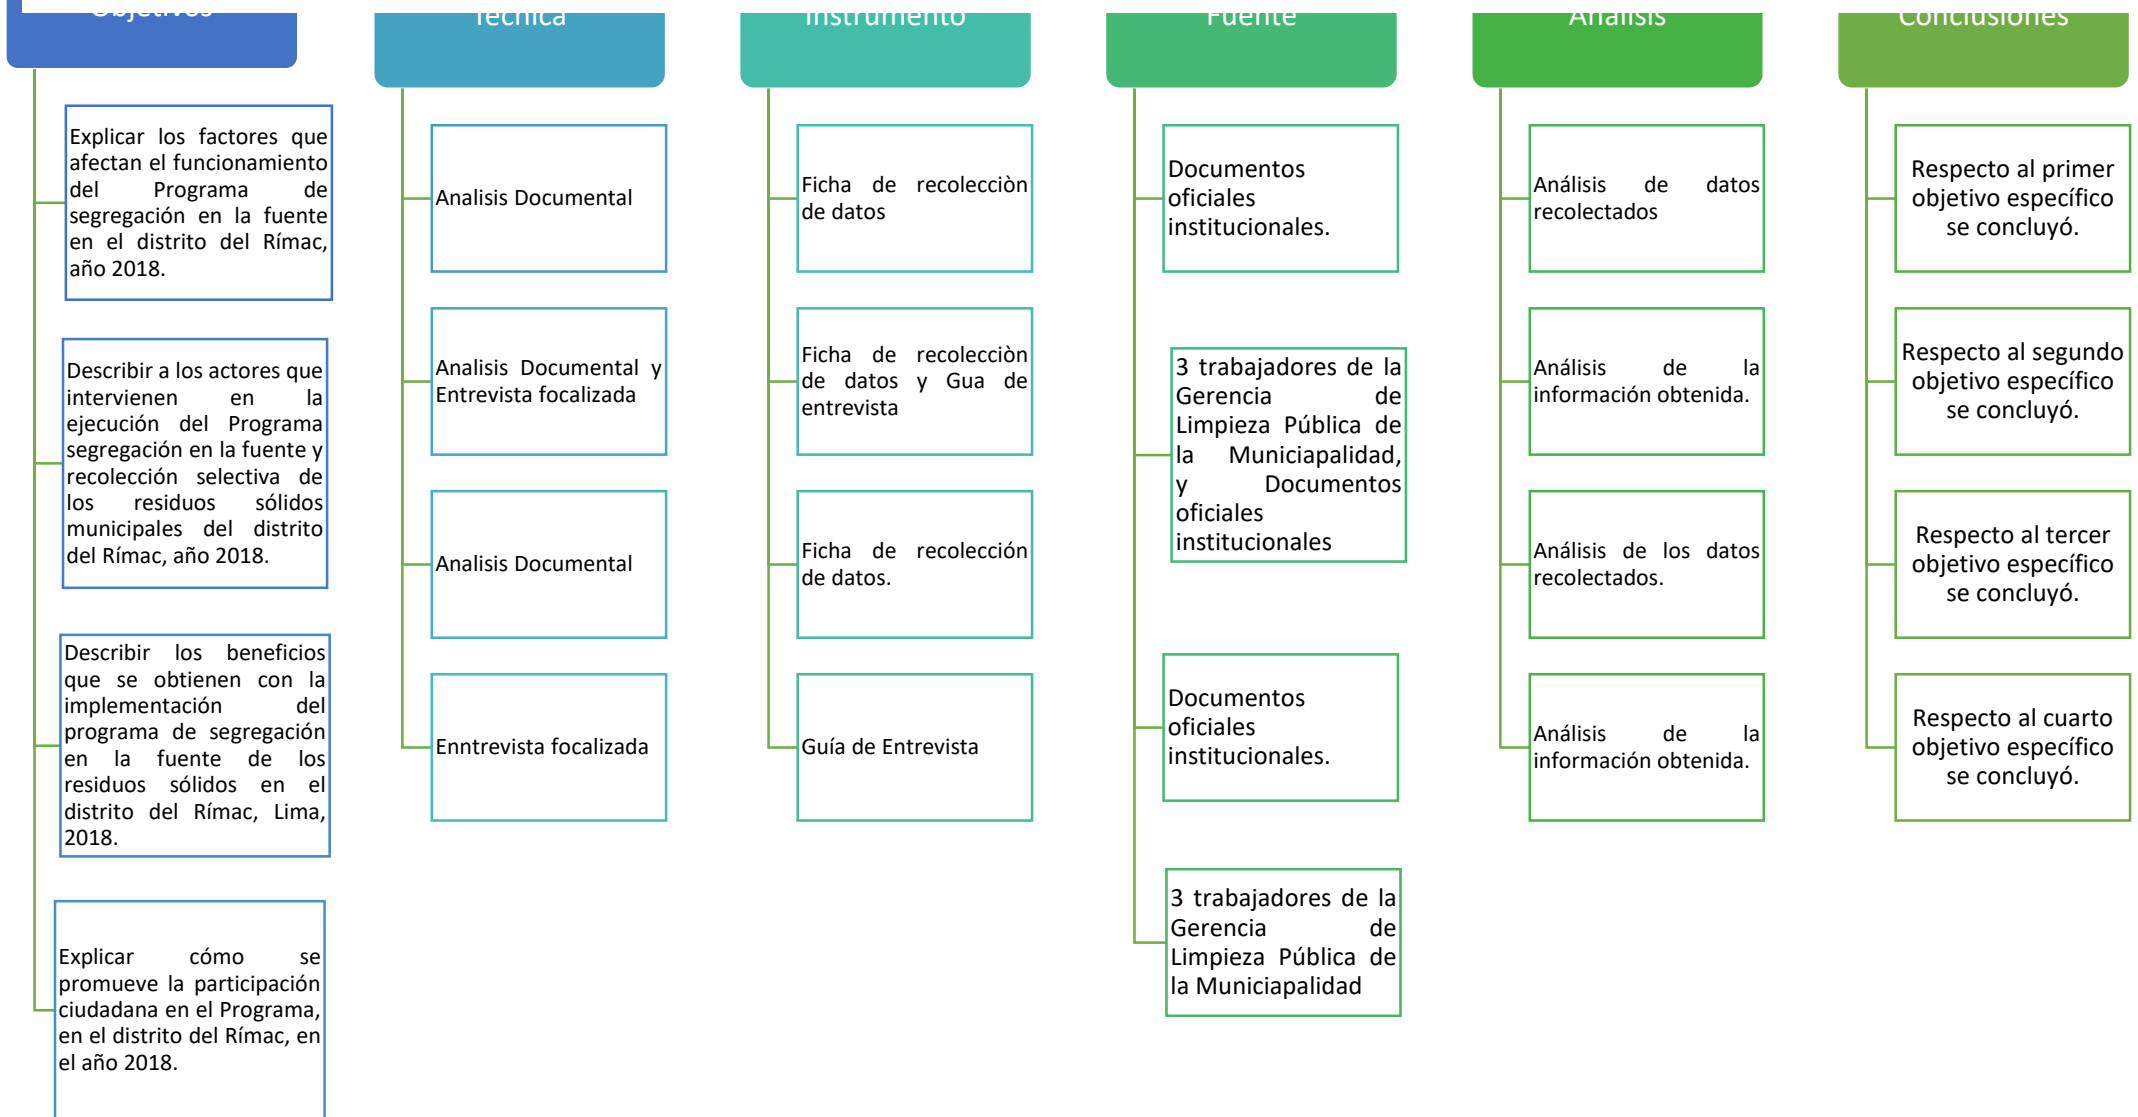 Objetivos
Explicar los factores que
afectan el funcionamiento
del Programa de
segregación en la fuente
en el distrito del Rímac,
año 2018.
Describir a los actores que
intervienen en la
ejecución del Programa
segregación en la fuente y
recolección selectiva de
los residuos sólidos
municipales del distrito
del Rímac, año 2018.
Describir los beneficios
que se obtienen con la
implementación del
programa de segregación
en la fuente de los
residuos sólidos en el
distrito del Rímac, Lima,
2018.
Explicar cómo se
promueve la participación
ciudadana en el Programa,
en el distrito del Rímac, en
el año 2018.
Técnica
Analisis Documental
Analisis Documental y
Entrevista focalizada
Analisis Documental
Enntrevista focalizada
Instrumento
Ficha de recolecciòn
de datos
Ficha de recolecciòn
de datos y Gua de
entrevista
Ficha de recolección
de datos.
Guía de Entrevista
Fuente
Documentos
oficiales
institucionales.
3 trabajadores de la
Gerencia de
Limpieza Pública de
la Municiapalidad,
y Documentos
oficiales
institucionales
Documentos
oficiales
institucionales.
3 trabajadores de la
Gerencia de
Limpieza Pública de
la Municiapalidad
Análisis
Análisis de datos
recolectados
Análisis de la
información obtenida.
Análisis de los datos
recolectados.
Análisis de la
información obtenida.
Conclusiones
Respecto al primer
objetivo específico
se concluyó.
Respecto al segundo
objetivo específico
se concluyó.
Respecto al tercer
objetivo específico
se concluyó.
Respecto al cuarto
objetivo específico
se concluyó.